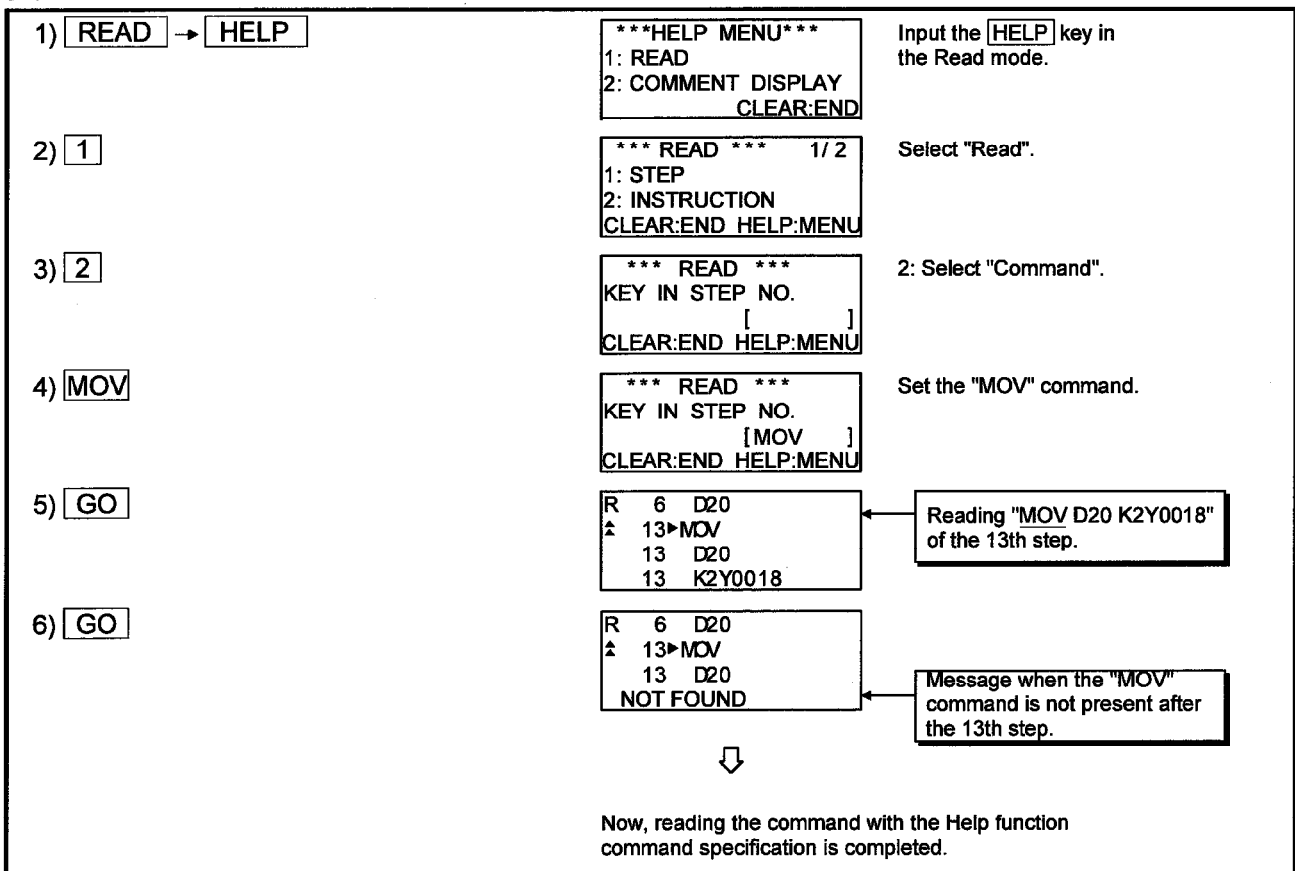 1) READ → HELP
***HELP MENU***
1: READ
2: COMMENT DISPLAY
CLEAR:END
Input the HELP key in
the Read mode.
2) 1
*** READ *** 1/ 2
1: STEP
2: INSTRUCTION
CLEAR:END HELP:MENU
Select "Read".
3) 2
*** READ ***
KEY IN STEP NO.
[ ]
CLEAR:END HELP:MENU
2: Select "Command".
4) MOV
*** READ ***
KEY IN STEP NO.
[MOV ]
CLEAR:END HELP:MENU
Set the "MOV" command.
5) GO
R 6 D20
13►MOV
13 D20
13 K2Y0018
Reading "MOV D20 K2Y0018"
of the 13th step.
6) GO
R 6 D20
13►MOV
13 D20
NOT FOUND
Message when the "MOV"
command is not present after
the 13th step.
Now, reading the command with the Help function
command specification is completed.